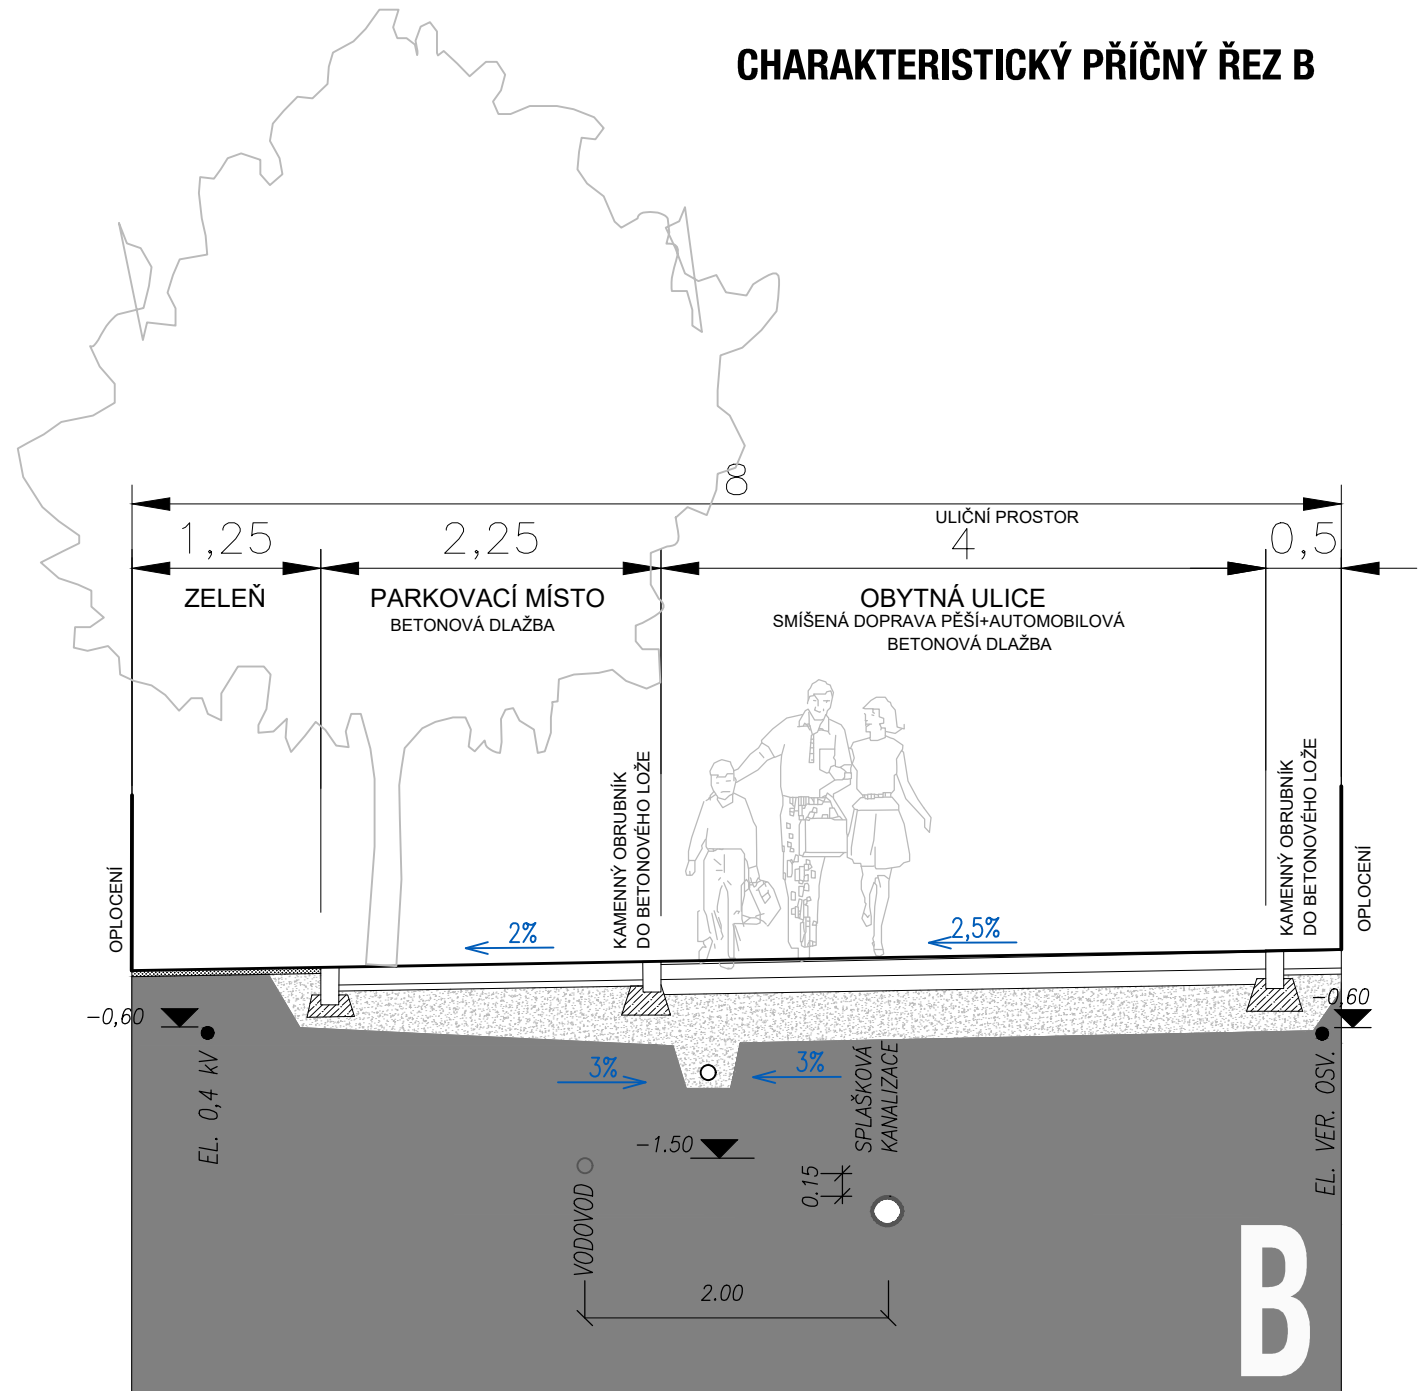 CHARAKTERISTICKÝ PŘÍČNÝ ŘEZ B
8
ULIČNÍ PROSTOR
1,25
2,25
4
0,5
ZELEŇ
PARKOVACÍ MÍSTO
BETONOVÁ DLAŽBA
OBYTNÁ ULICE
SMÍŠENÁ DOPRAVA PĚŠÍ+AUTOMOBILOVÁ
BETONOVÁ DLAŽBA
OPLOCENÍ
KAMENNÝ OBRUBNÍK
DO BETONOVÉHO LOŽE
KAMENNÝ OBRUBNÍK
DO BETONOVÉHO LOŽE
OPLOCENÍ
2%
2,5%
-0,60
-0,60
EL. 0,4 kV
3%
3%
SPLAŠKOVÁ
KANALIZACE
EL. VER. OSV.
-1.50
0.15
VODOVOD
2.00
B